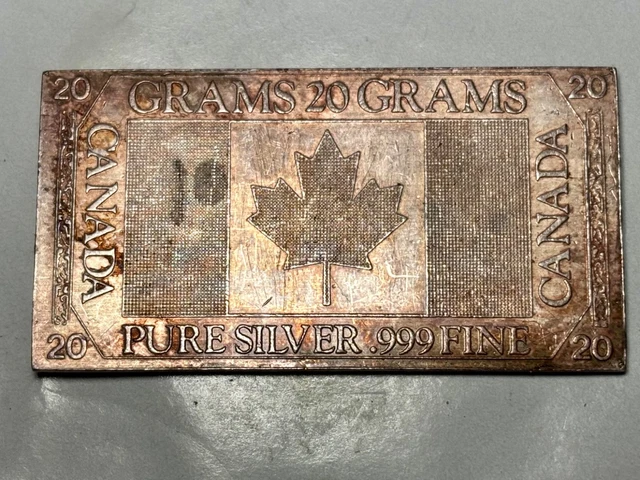 20 GRAMS 20 GRAMS 20
CANADA
CANADA
20 PURE SILVER .999 FINE 20